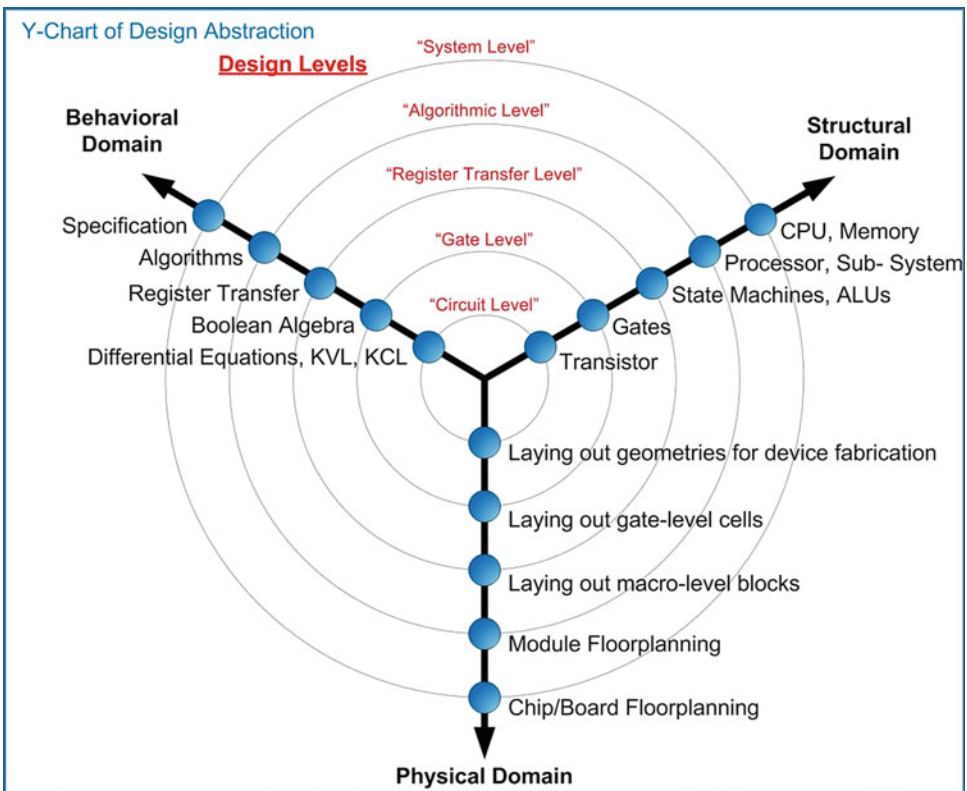 Y-Chart of Design Abstraction
Design Levels
“System Level”
“Algorithmic Level”
“Register Transfer Level”
“Gate Level”
“Circuit Level”
Behavioral
Domain
Specification
Algorithms
Register Transfer
Boolean Algebra
Differential Equations, KVL, KCL
Structural
Domain
CPU, Memory
Processor, Sub- System
State Machines, ALUs
Gates
Transistor
Laying out geometries for device fabrication
Laying out gate-level cells
Laying out macro-level blocks
Module Floorplanning
Chip/Board Floorplanning
Physical Domain